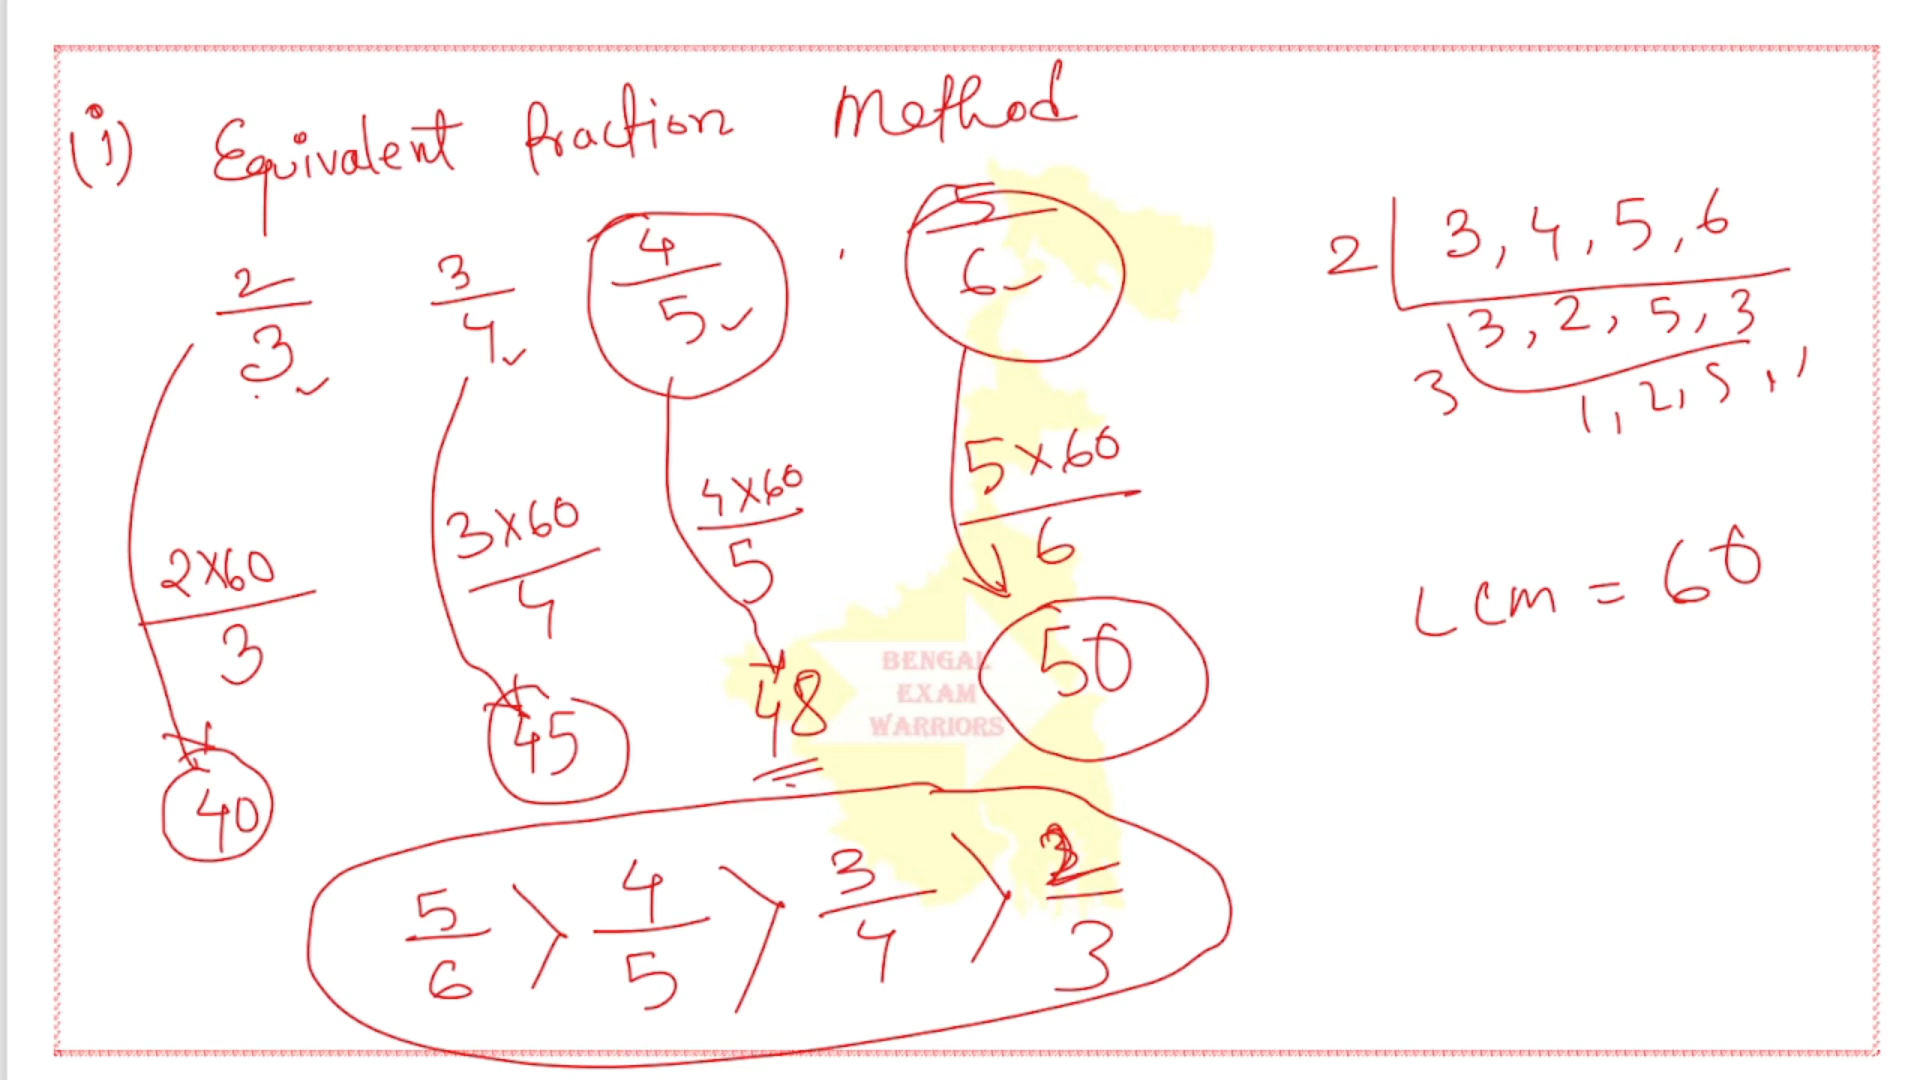 (1) Equivalent fraction Method
2/3 3/4 4/5 5/6
2 | 3, 4, 5, 6
3, 2, 5, 3
3 1, 2, 5, 1
2×60/3 3×60/4 4×60/5 5×60/6
LCM = 60
40 45 48 50
BENGAL
EXAM
WARRIORS
5/6 > 4/5 > 3/4 > 2/3